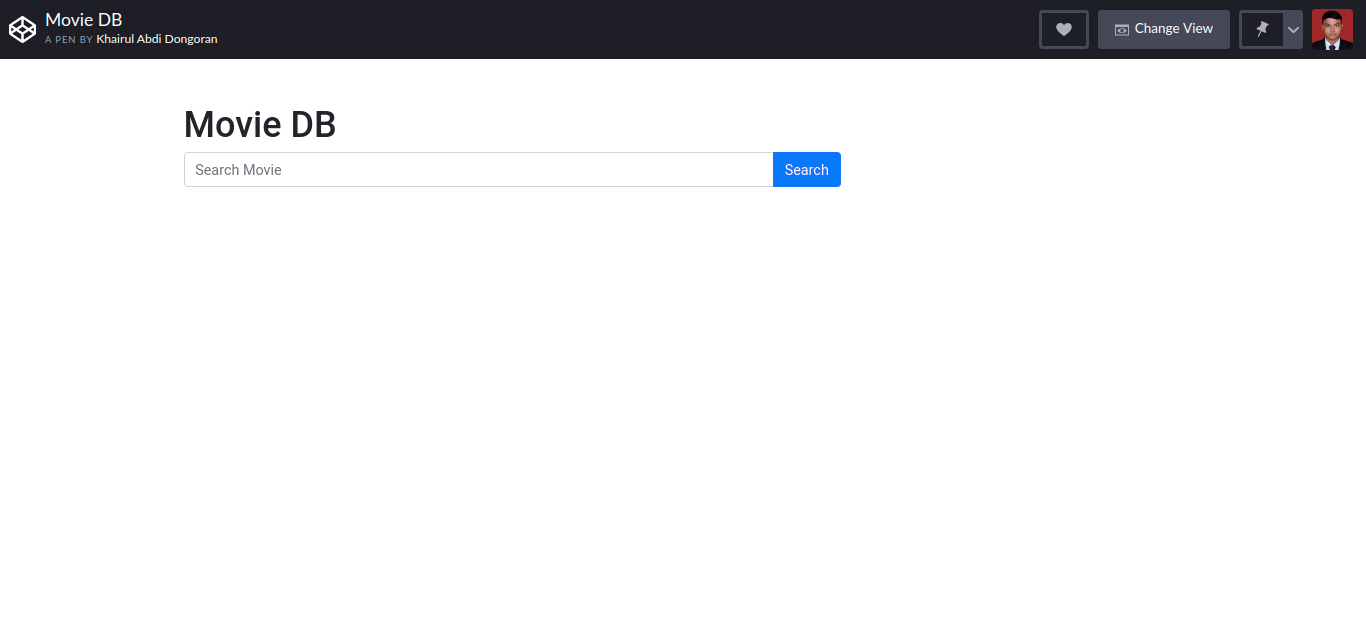 Movie DB
A PEN BY Khairul Abdi Dongoran
Change View
Movie DB
Search Movie
Search